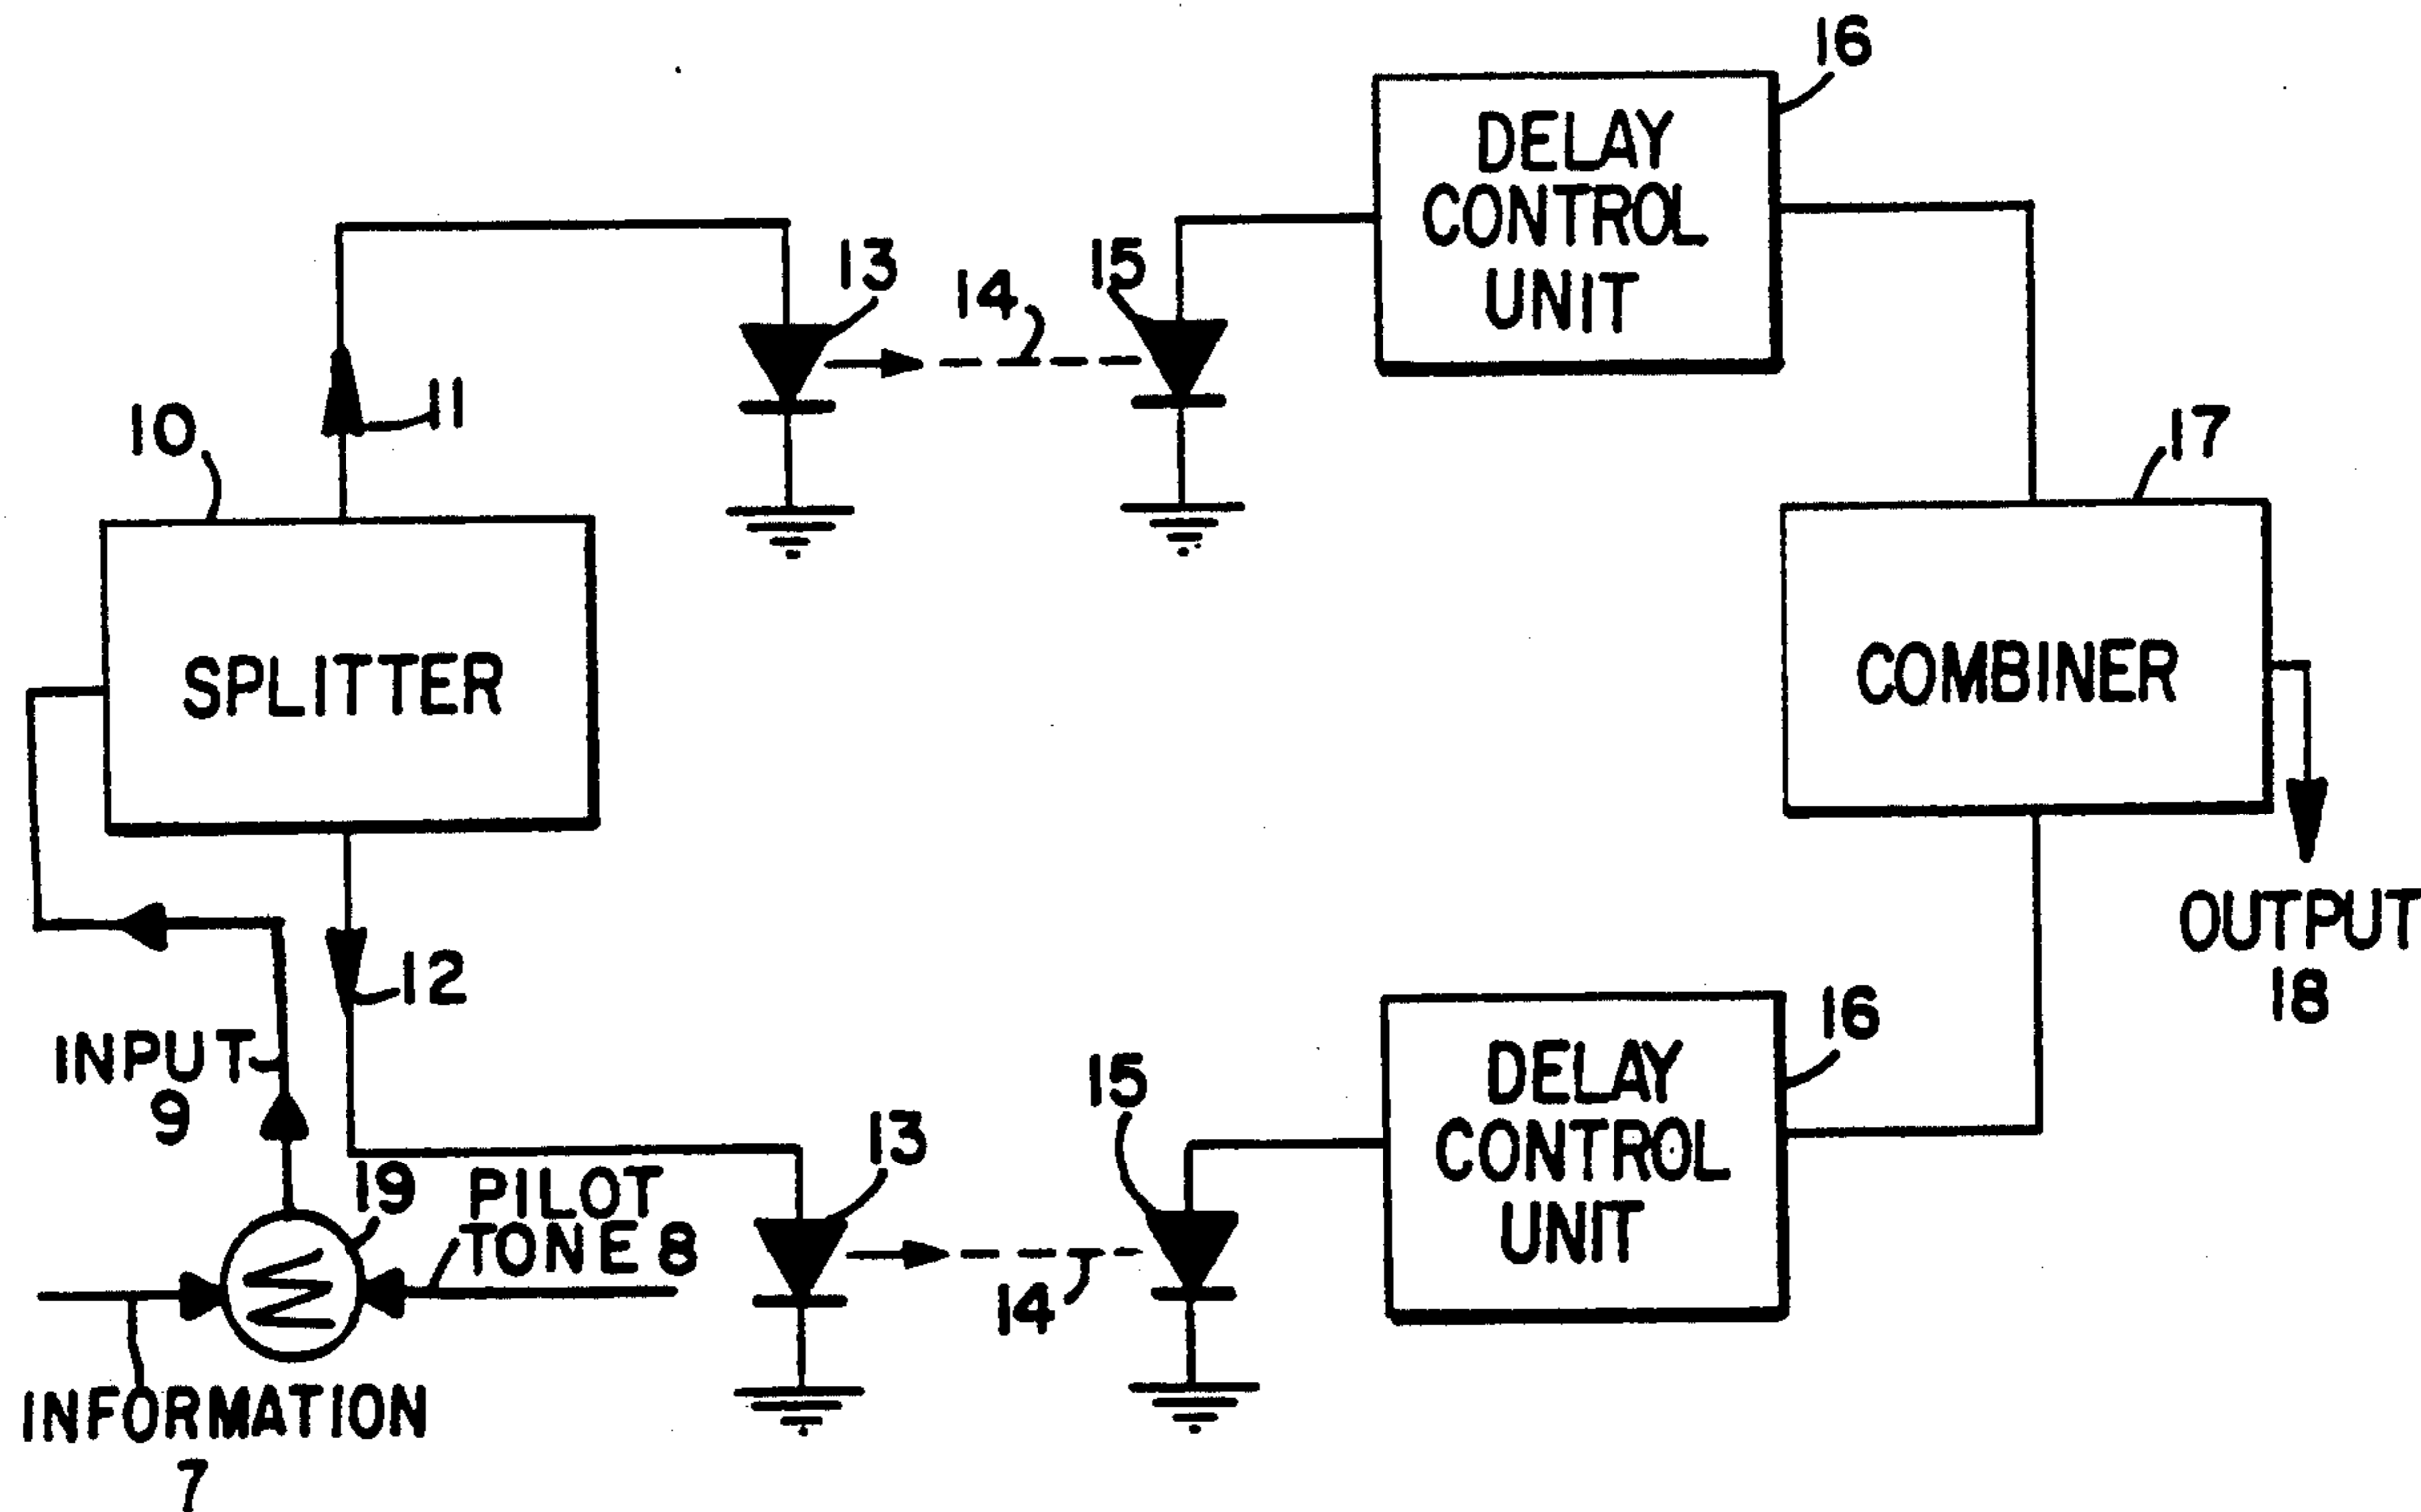 16
DELAY
CONTROL
UNIT
13
14
15
11
10
17
SPLITTER
COMBINER
12
OUTPUT
18
INPUT
9
16
DELAY
CONTROL
UNIT
15
13
19
PILOT
TONE 8
14
Σ
INFORMATION
7